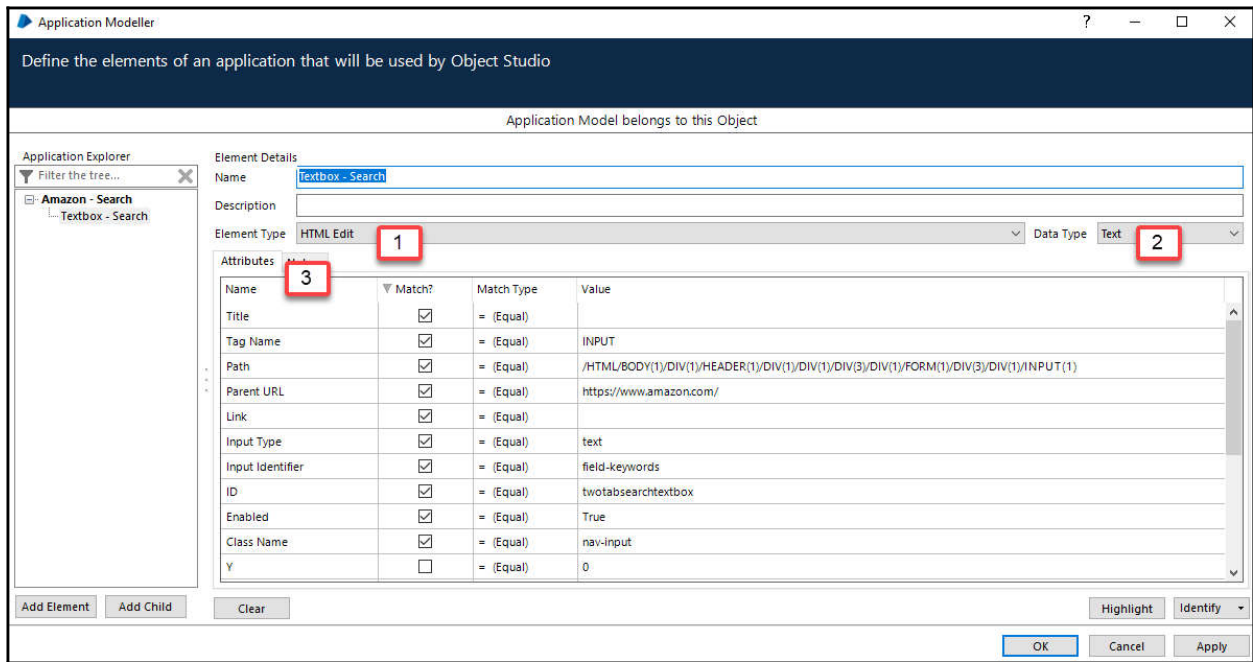 Application Modeller
?
Define the elements of an application that will be used by Object Studio
Application Model belongs to this Object
Application Explorer
Filter the tree...
Amazon - Search
Textbox - Search
Element Details
Name Textbox - Search
Description
Element Type HTML Edit 1 Data Type Text 2
Attributes
3
Name Match? Match Type Value
Title = (Equal)
Tag Name = (Equal) INPUT
Path = (Equal) /HTML/BODY(1)/DIV(1)/HEADER(1)/DIV(1)/DIV(1)/DIV(3)/DIV(1)/FORM(1)/DIV(3)/DIV(1)/INPUT(1)
Parent URL = (Equal) https://www.amazon.com/
Link = (Equal)
Input Type = (Equal) text
Input Identifier = (Equal) field-keywords
ID = (Equal) twotabsearchtextbox
Enabled = (Equal) True
Class Name = (Equal) nav-input
Y = (Equal) 0
Add Element Add Child Clear Highlight Identify
OK Cancel Apply